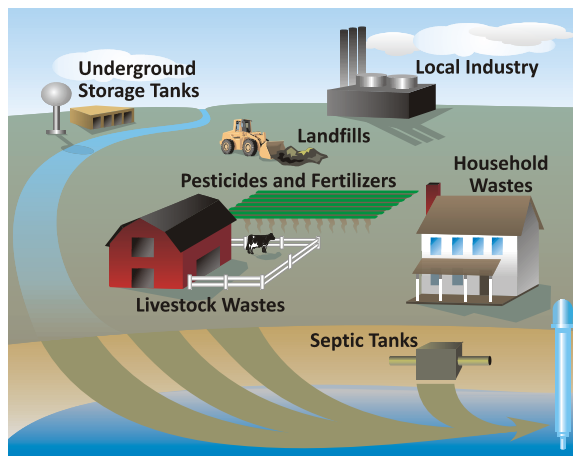 Underground
Storage Tanks
Local Industry
Landfills
Household
Wastes
Pesticides and Fertilizers
Livestock Wastes
Septic Tanks